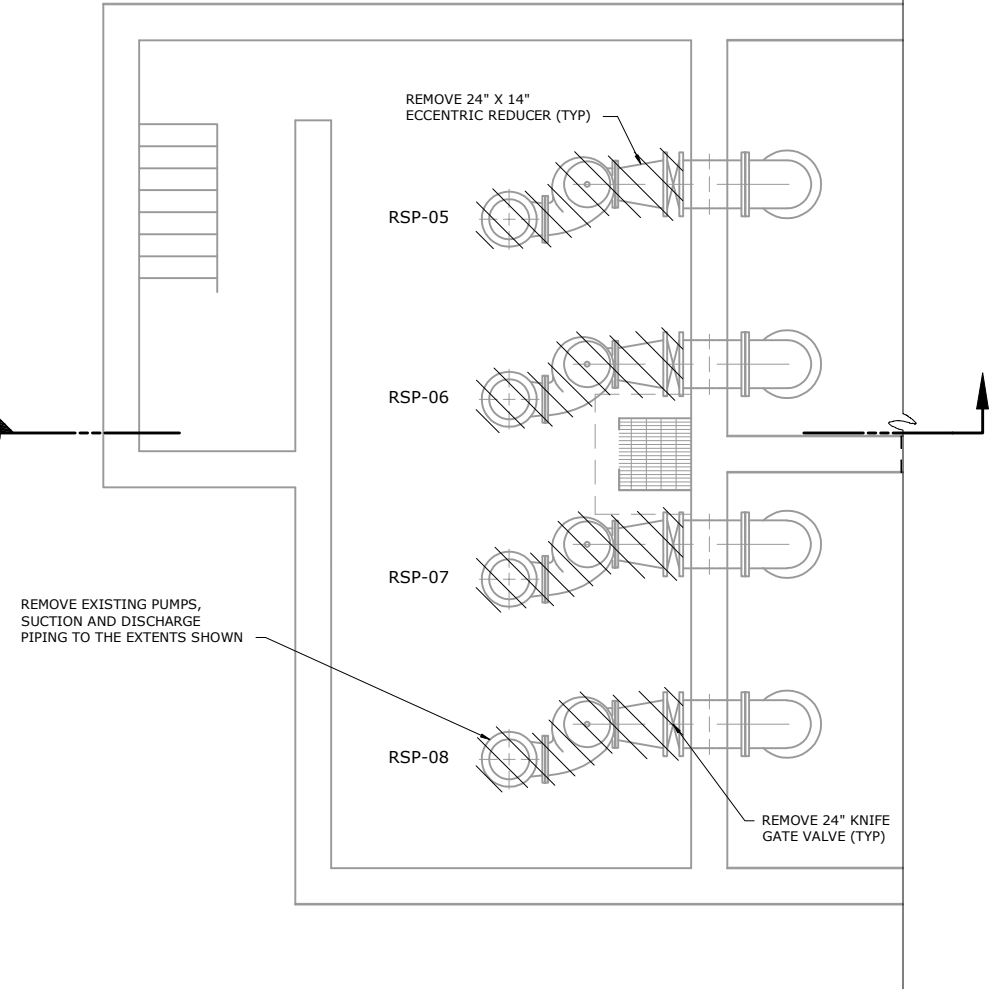 REMOVE 24" X 14"
ECCENTRIC REDUCER (TYP)
RSP-05
RSP-06
RSP-07
REMOVE EXISTING PUMPS,
SUCTION AND DISCHARGE
PIPING TO THE EXTENTS SHOWN
RSP-08
REMOVE 24" KNIFE
GATE VALVE (TYP)